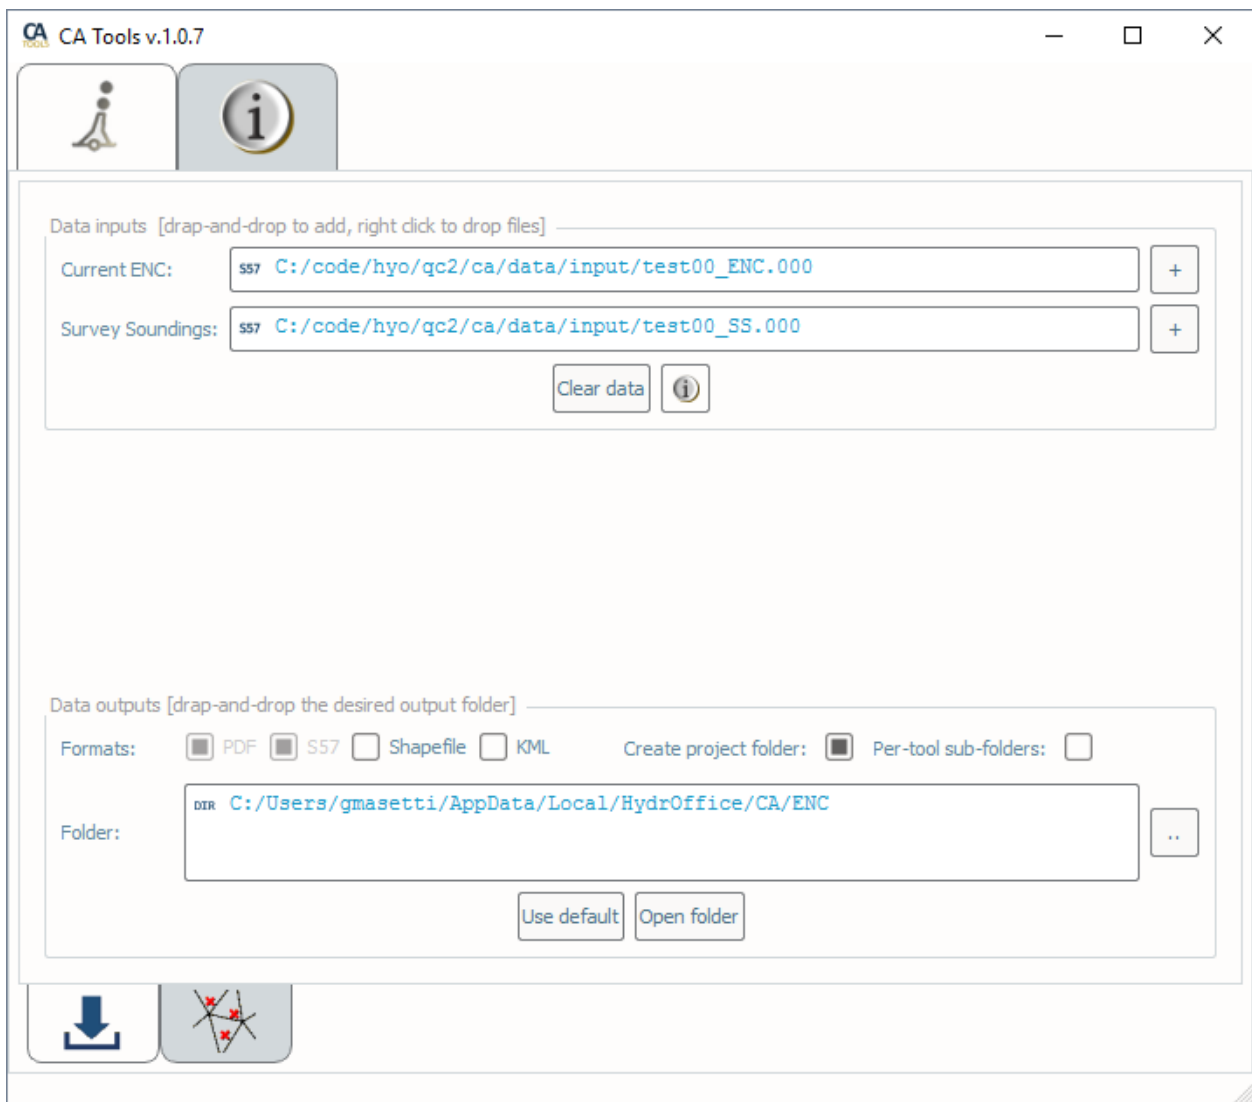 CA TOOLS CA Tools v.1.0.7
i
Data inputs [drap-and-drop to add, right click to drop files]
Current ENC: S57 C:/code/hyo/qc2/ca/data/input/test00_ENC.000 +
Survey Soundings: S57 C:/code/hyo/qc2/ca/data/input/test00_SS.000 +
Clear data i
Data outputs [drap-and-drop the desired output folder]
Formats: PDF S57 Shapefile KML Create project folder: Per-tool sub-folders:
DIR C:/Users/gmasetti/AppData/Local/HydrOffice/CA/ENC
Folder: ..
Use default Open folder